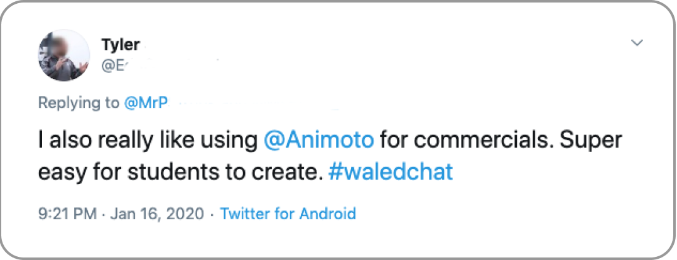 Tyler
@E
Replying to @MrP
I also really like using @Animoto for commercials. Super
easy for students to create. #waledchat
9:21 PM · Jan 16, 2020 · Twitter for Android